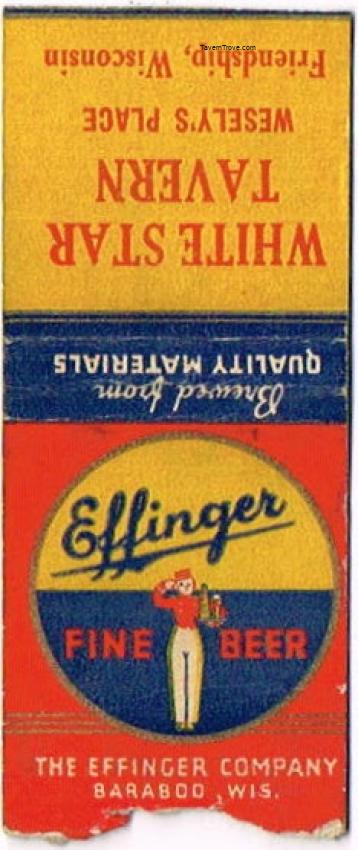 TavernTrove.com
WHITE STAR
TAVERN
WESELY'S PLACE
Friendship, Wisconsin
Brewed from
QUALITY MATERIALS
Effinger
FINE BEER
THE EFFINGER COMPANY
BARABOO, WIS.